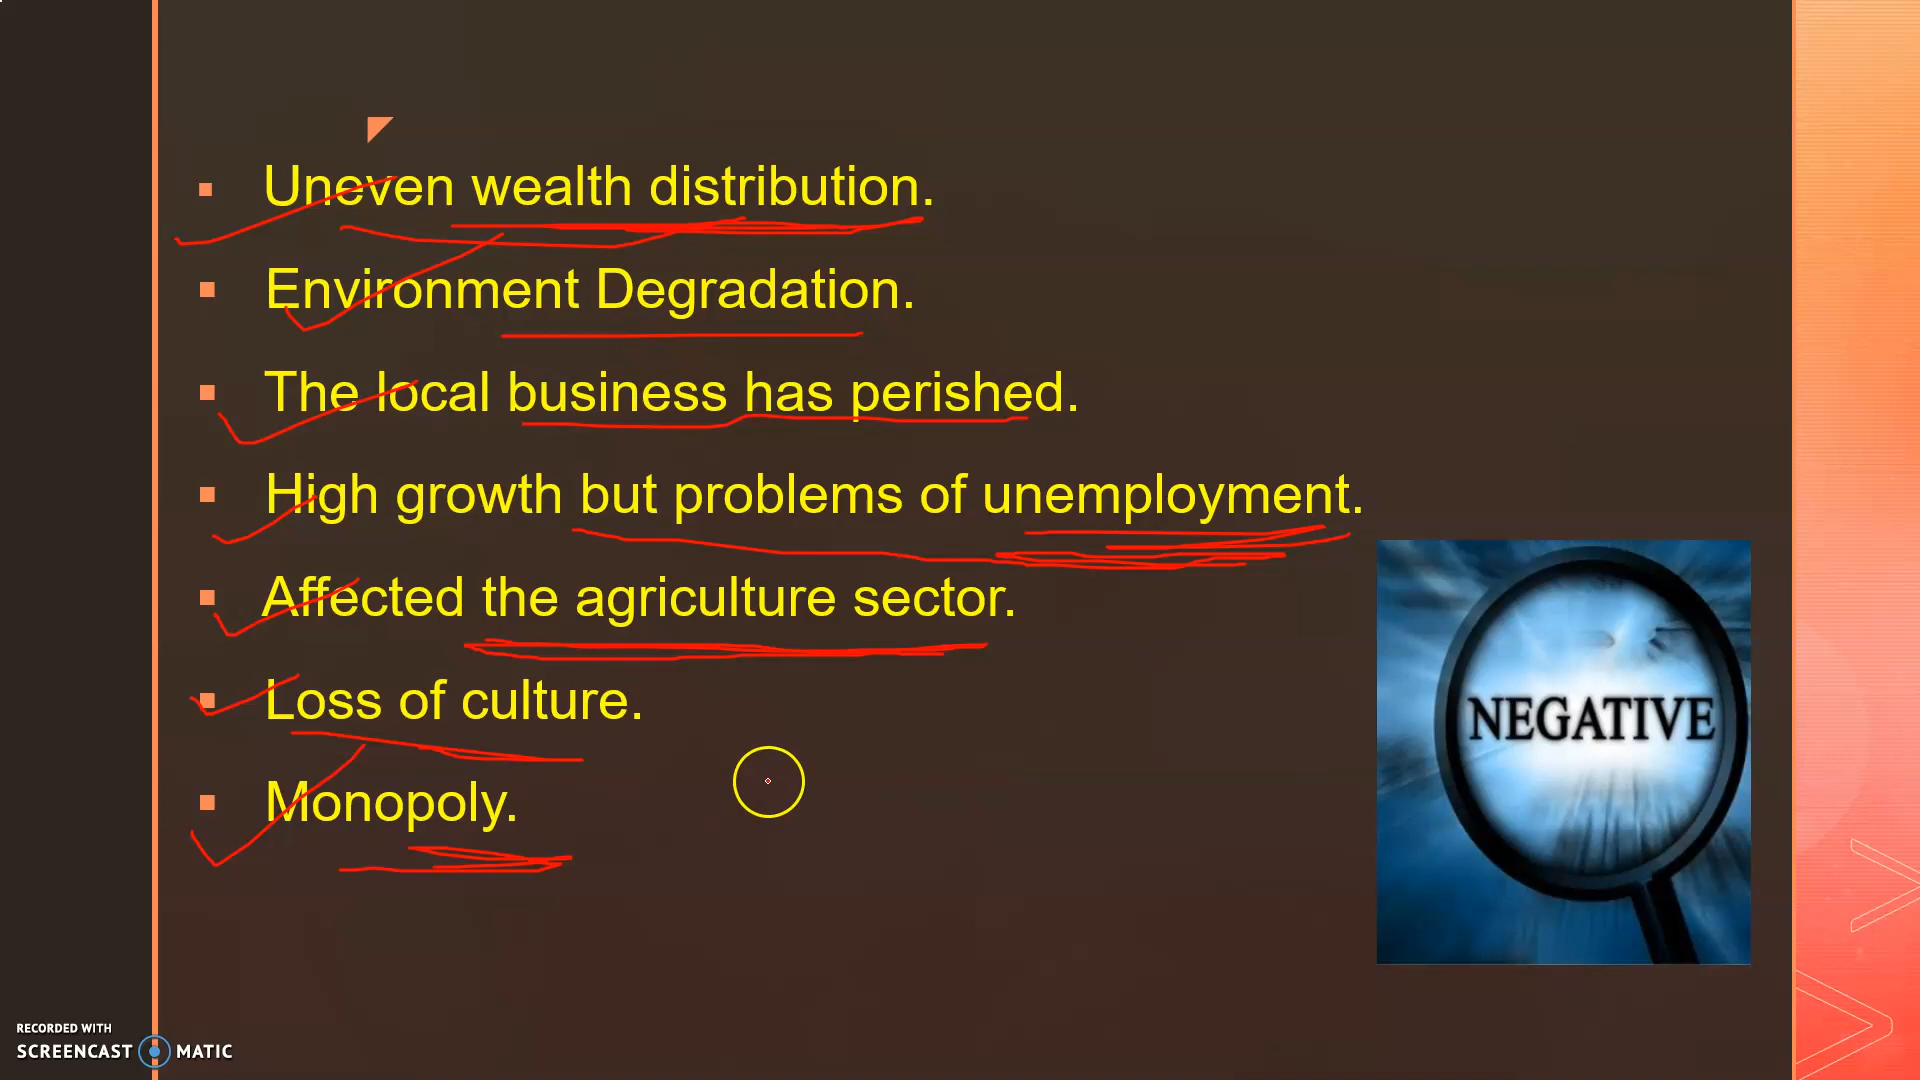 Uneven wealth distribution.
Environment Degradation.
The local business has perished.
High growth but problems of unemployment.
Affected the agriculture sector.
Loss of culture.
Monopoly.
NEGATIVE
RECORDED WITH
SCREENCAST MATIC